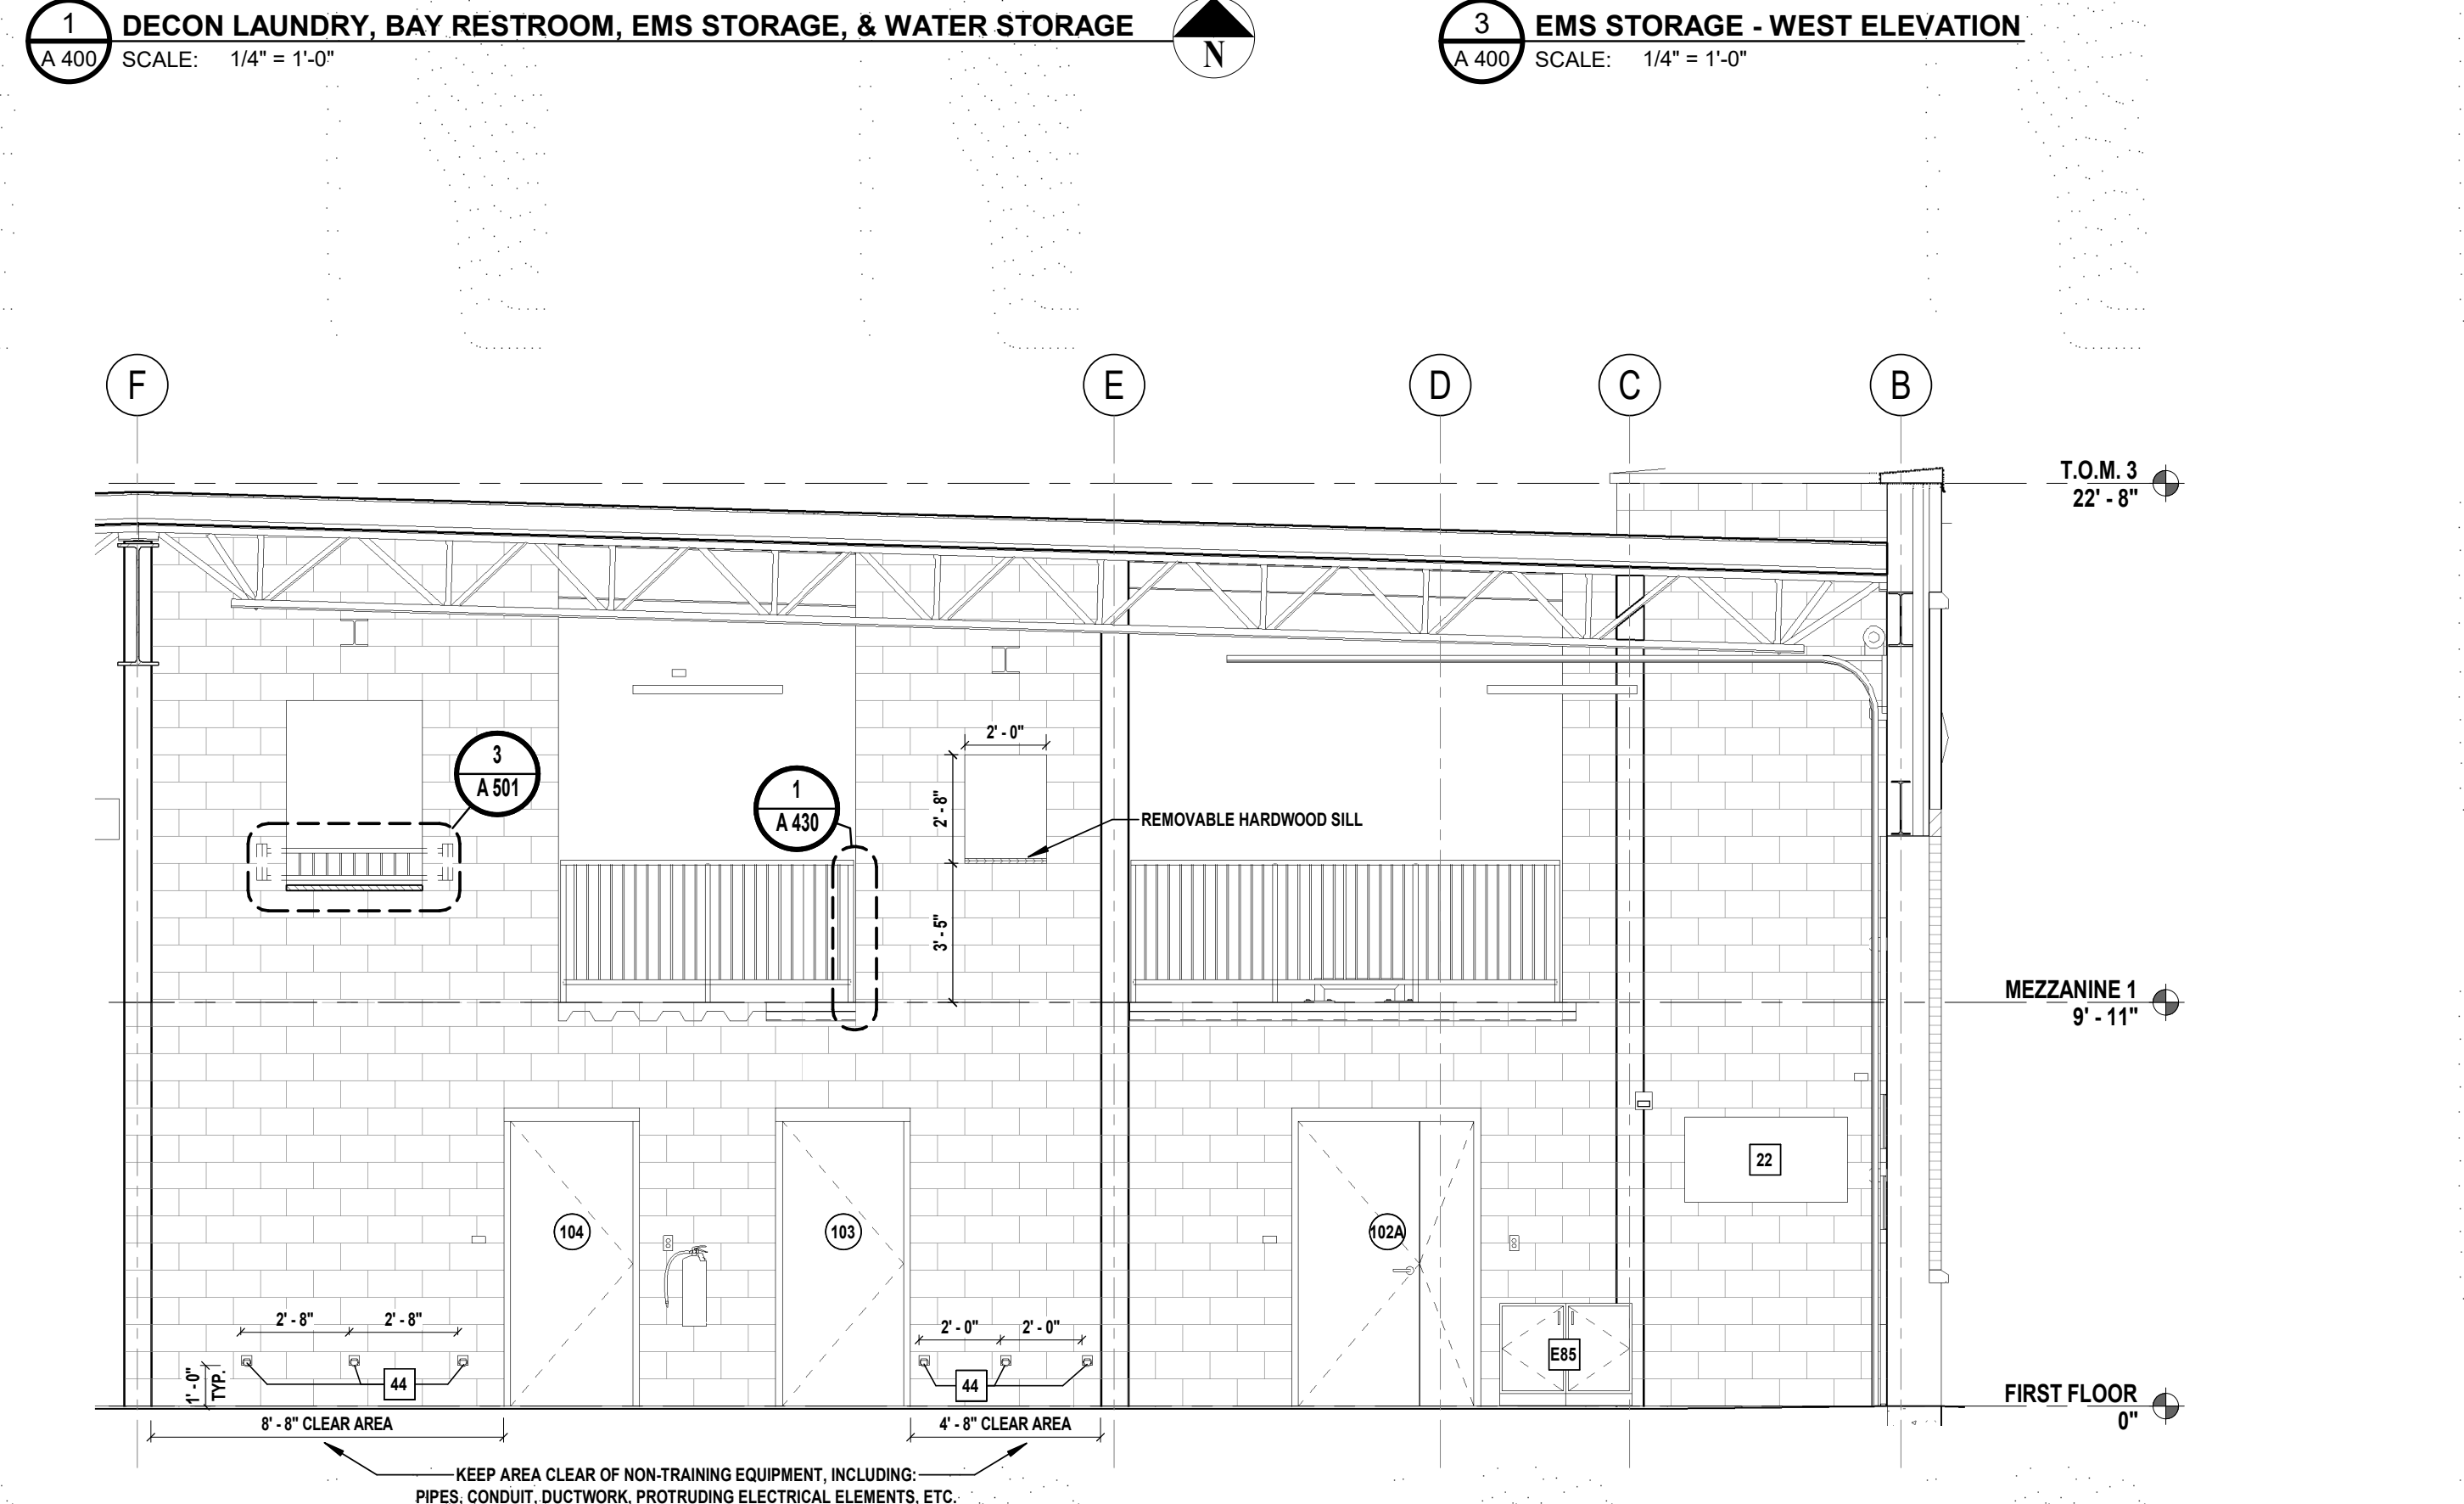 1
DECON LAUNDRY, BAY RESTROOM, EMS STORAGE, & WATER STORAGE
A 400
SCALE: 1/4" = 1'-0"
N
3
EMS STORAGE - WEST ELEVATION
A 400
SCALE: 1/4" = 1'-0"
F
E
D
C
B
T.O.M. 3
22' - 8"
2' - 0"
3
A 501
1
A 430
2' - 8"
REMOVABLE HARDWOOD SILL
3' - 5"
MEZZANINE 1
9' - 11"
22
104
103
102A
2' - 8"
2' - 8"
2' - 0"
2' - 0"
E85
1' - 0"
TYP.
44
44
FIRST FLOOR
0"
8' - 8" CLEAR AREA
4' - 8" CLEAR AREA
KEEP AREA CLEAR OF NON-TRAINING EQUIPMENT, INCLUDING:
PIPES, CONDUIT, DUCTWORK, PROTRUDING ELECTRICAL ELEMENTS, ETC.